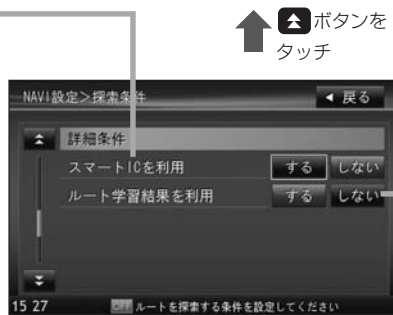 ボタンを
タッチ
NAVI設定>探索条件
戻る
詳細条件
スマートICを利用 する しない
ルート学習結果を利用 する しない
15 27 OFF ルートを探索する条件を設定してください